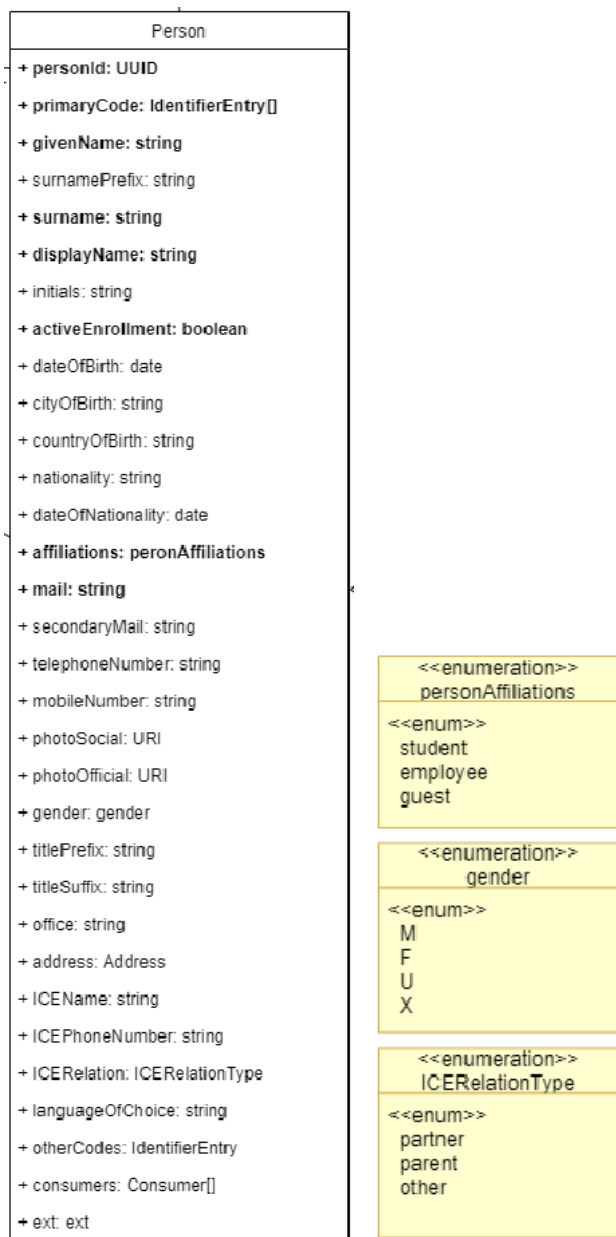 Person
+ personId: UUID
+ primaryCode: IdentifierEntry[]
+ givenName: string
+ surnamePrefix: string
+ surname: string
+ displayName: string
+ initials: string
+ activeEnrollment: boolean
+ dateOfBirth: date
+ cityOfBirth: string
+ countryOfBirth: string
+ nationality: string
+ dateOfNationality: date
+ affiliations: peronAffiliations
+ mail: string
+ secondaryMail: string
+ telephoneNumber: string
+ mobileNumber: string
+ photoSocial: URI
+ photoOfficial: URI
+ gender: gender
+ titlePrefix: string
+ titleSuffix: string
+ office: string
+ address: Address
+ ICEName: string
+ ICEPhoneNumber: string
+ ICERelation: ICERelationType
+ languageOfChoice: string
+ otherCodes: IdentifierEntry
+ consumers: Consumer[]
+ ext: ext
<<enumeration>>
personAffiliations
<<enum>>
student
employee
guest
<<enumeration>>
gender
<<enum>>
M
F
U
X
<<enumeration>>
ICERelationType
<<enum>>
partner
parent
other